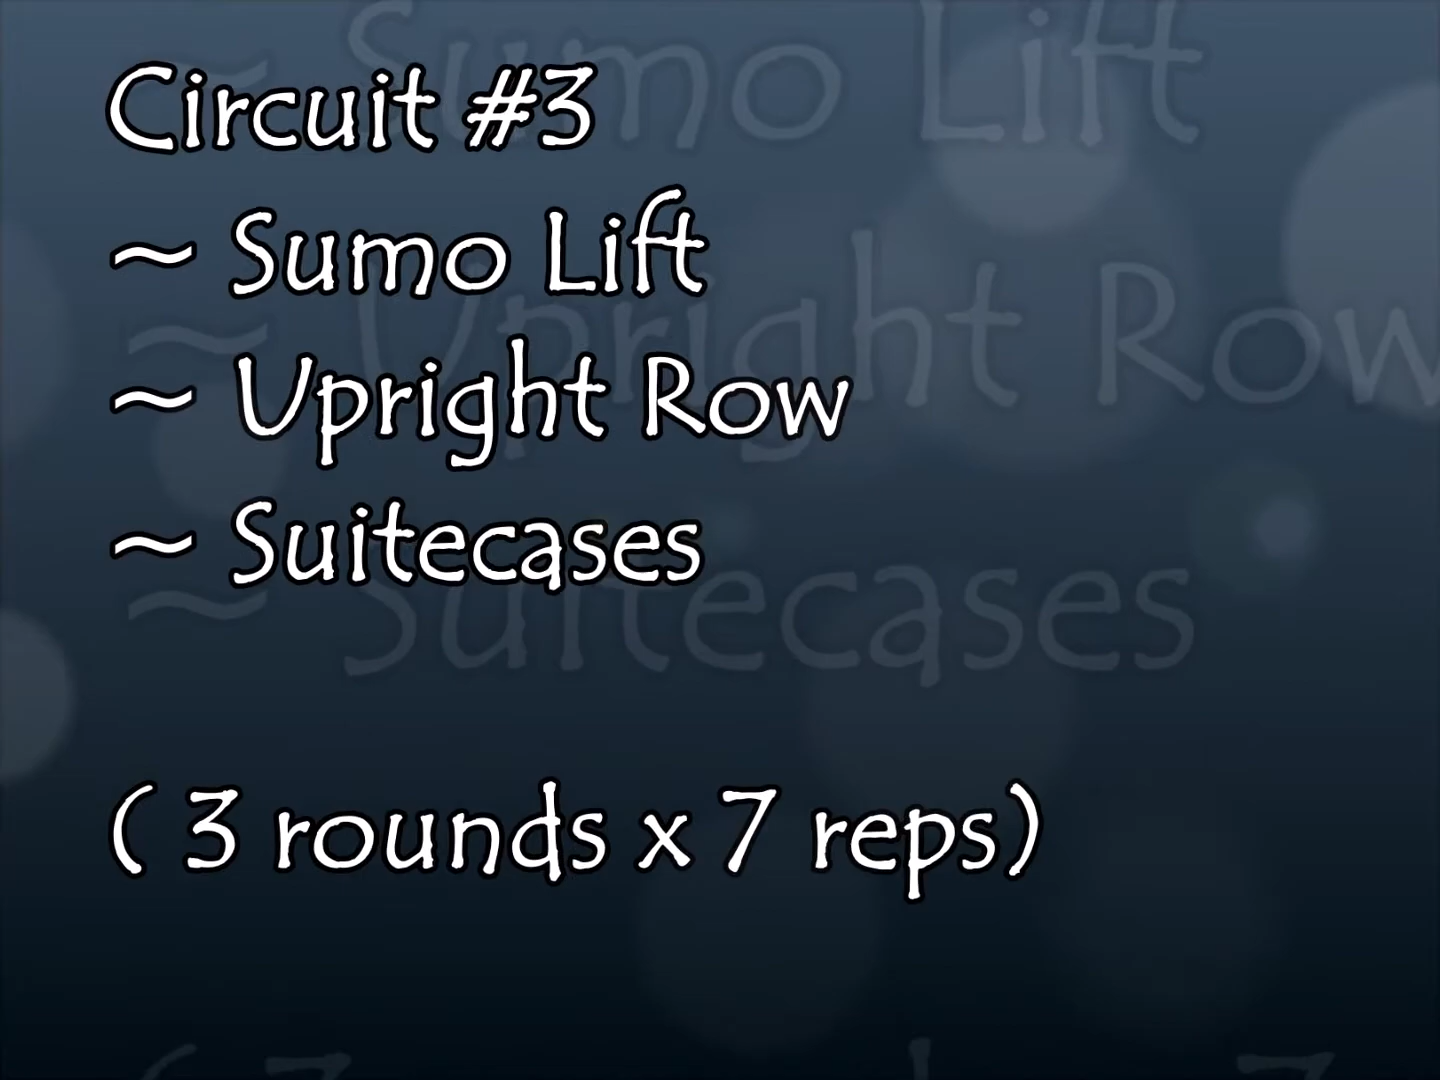 Circuit #3
~ Sumo Lift
~ Upright Row
~ Suitecases
( 3 rounds x 7 reps)